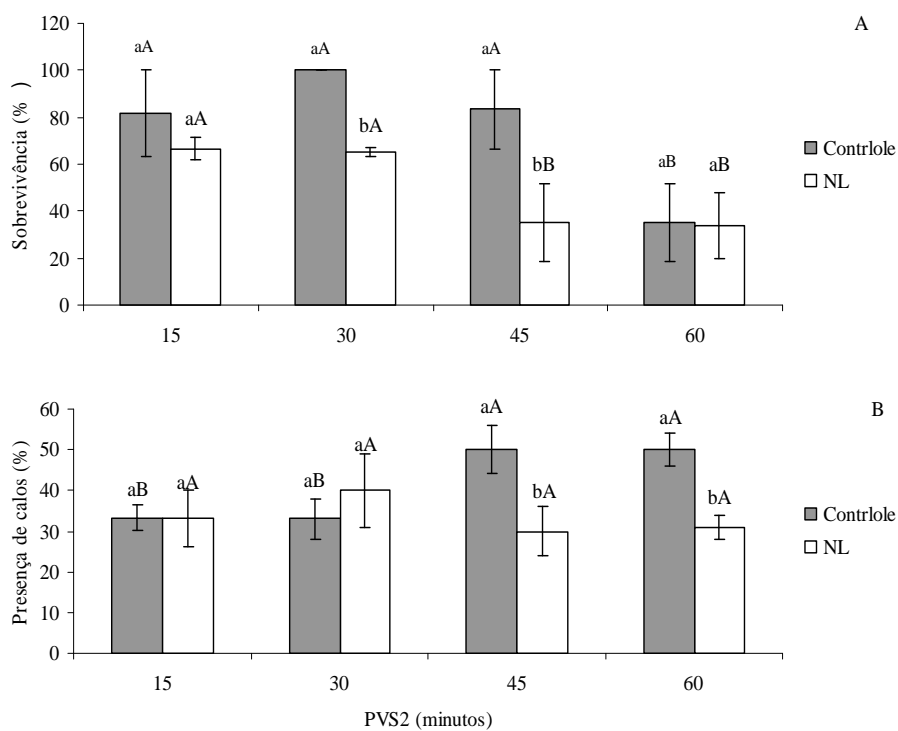 A
Sobrevivência (% )
120
100
80
60
40
20
0
aA
aA
aA
bA
aA
bB
aB
aB
15
30
45
60
Contrlole
NL
B
Presença de calos (%)
60
50
40
30
20
10
0
aB
aA
aB
aA
aA
bA
aA
bA
15
30
45
60
Contrlole
NL
PVS2 (minutos)